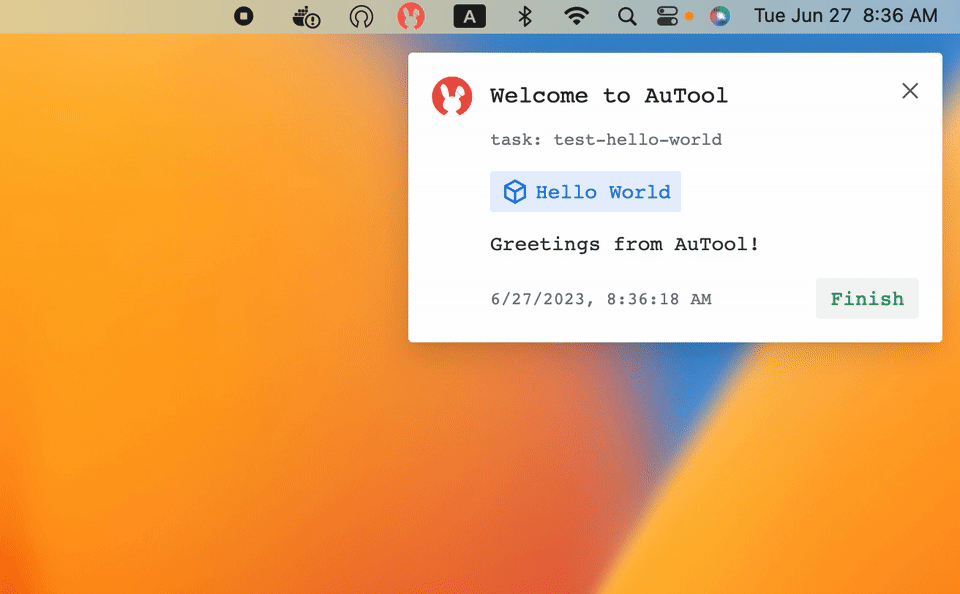 A Tue Jun 27 8:36 AM
Welcome to AuTool
task: test-hello-world
Hello World
Greetings from AuTool!
6/27/2023, 8:36:18 AM Finish